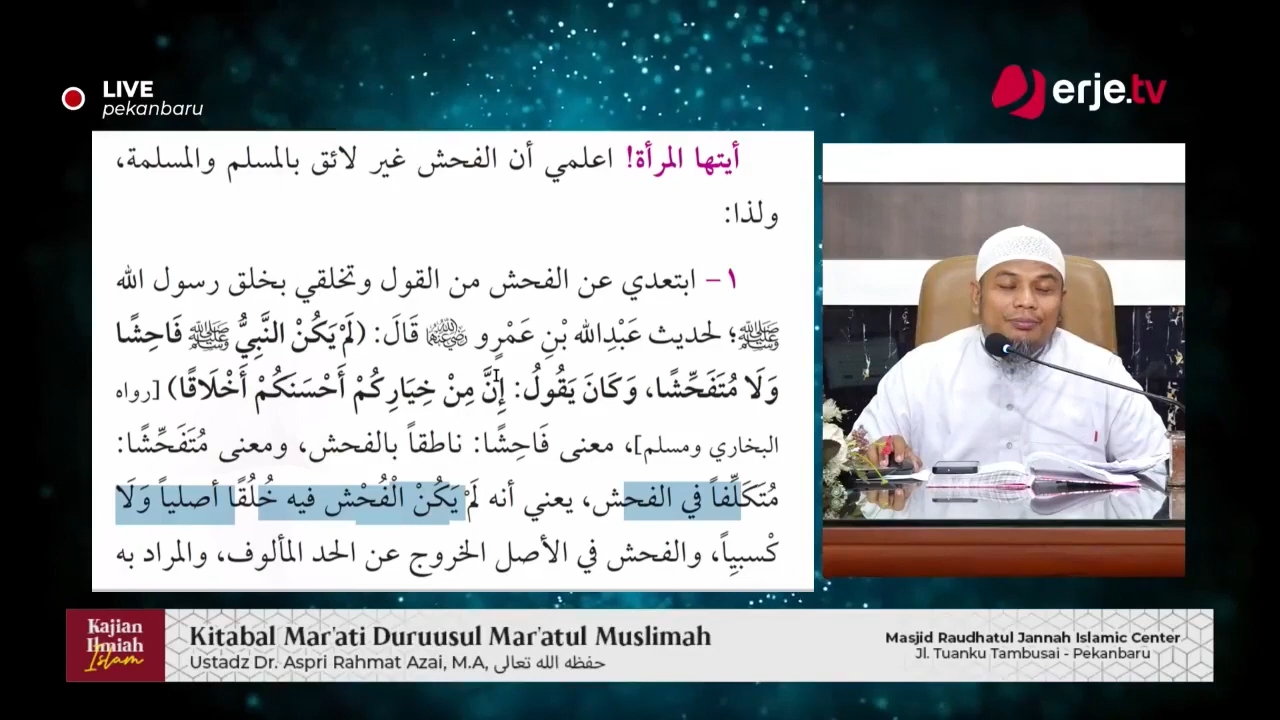 LIVE
pekanbaru
erje.tv
أيتها المرأة! اعلمي أن الفحش غير لائق بالمسلم والمسلمة،
ولذا:
١- ابتعدي عن الفحش من القول وتخلقي بخلق رسول الله
ﷺ؛ لحديث عَبْدِالله بْنِ عَمْرٍو ﵁ قَالَ: (لَمْ يَكُنْ النَّبِيُّ ﷺ فَاحِشًا
وَلَا مُتَفَحِّشًا، وَكَانَ يَقُولُ: إِنَّ مِنْ خِيَارِكُمْ أَحْسَنَكُمْ أَخْلَاقًا) [رواه
البخاري ومسلم]، معنى فَاحِشًا: ناطقاً بالفحش، ومعنى مُتَفَحِّشًا:
مُتَكَلِّفاً في الفحش، يعني أنه لَمْ يَكُنْ الْفُحْش فيه خُلُقًا أصلياً وَلَا
كْسبِيِاً، والفحش في الأصل الخروج عن الحد المألوف، والمراد به
Kajian
Ilmiah
Islam
Kitabal Mar'ati Duruusul Mar'atul Muslimah
Ustadz Dr. Aspri Rahmat Azai, M.A, حفظه الله تعالى
Masjid Raudhatul Jannah Islamic Center
Jl. Tuanku Tambusai - Pekanbaru